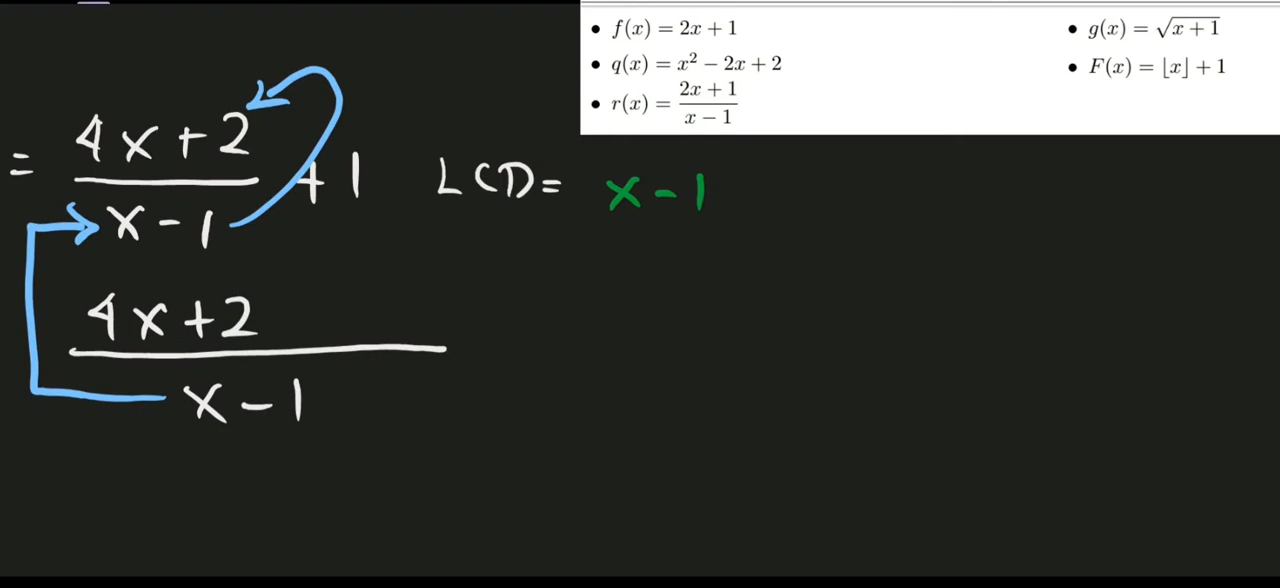 • f(x) = 2x + 1
• g(x) = √(x + 1)
• q(x) = x² − 2x + 2
• F(x) = ⌊x⌋ + 1
• r(x) = (2x + 1)/(x − 1)
= (4x + 2)/(x − 1) + 1 LCD = x − 1
4x + 2
x − 1